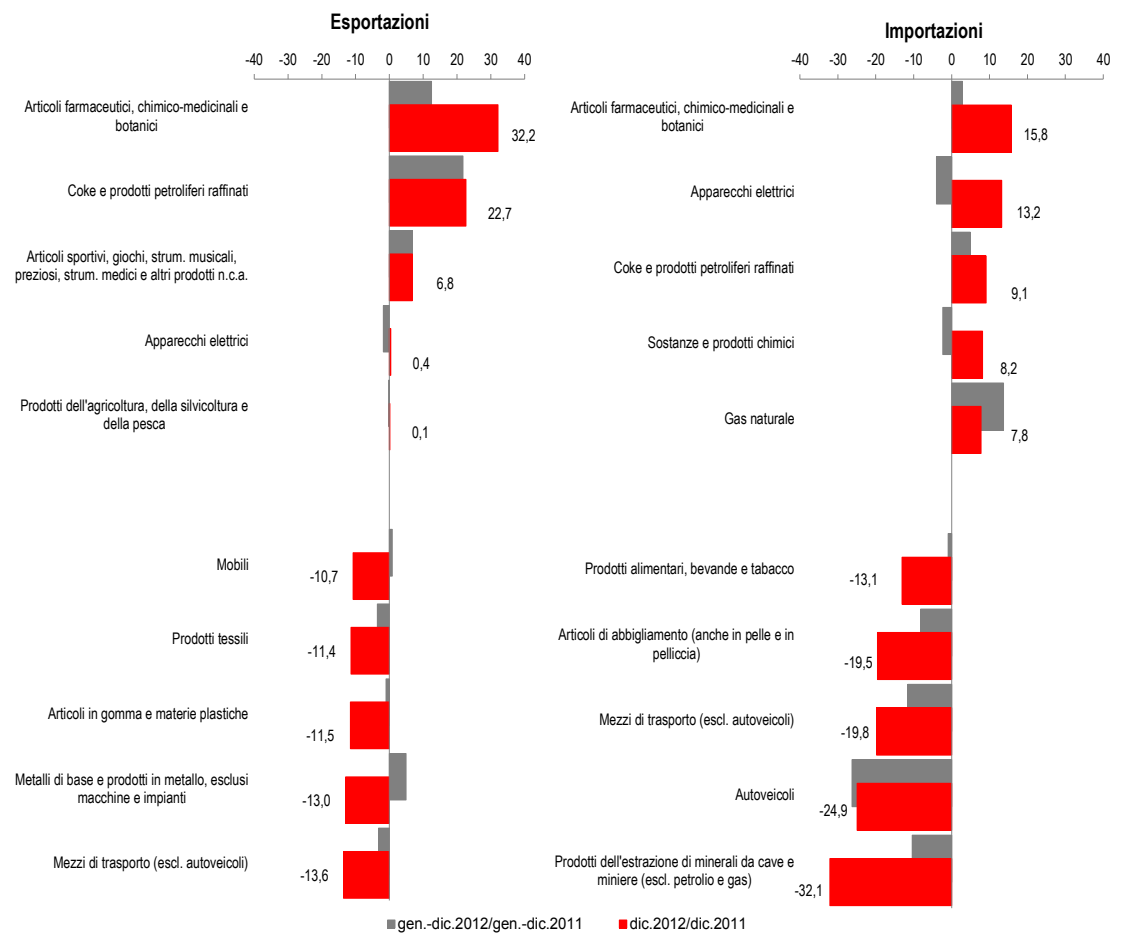 Esportazioni
-40 -30 -20 -10 0 10 20 30 40
Articoli farmaceutici, chimico-medicinali e
botanici
32,2
Coke e prodotti petroliferi raffinati
22,7
Articoli sportivi, giochi, strum. musicali,
preziosi, strum. medici e altri prodotti n.c.a.
6,8
Apparecchi elettrici
0,4
Prodotti dell'agricoltura, della silvicoltura e
della pesca
0,1
Mobili
-10,7
Prodotti tessili
-11,4
Articoli in gomma e materie plastiche
-11,5
Metalli di base e prodotti in metallo, esclusi
macchine e impianti
-13,0
Mezzi di trasporto (escl. autoveicoli)
-13,6
Importazioni
-40 -30 -20 -10 0 10 20 30 40
Articoli farmaceutici, chimico-medicinali e
botanici
15,8
Apparecchi elettrici
13,2
Coke e prodotti petroliferi raffinati
9,1
Sostanze e prodotti chimici
8,2
Gas naturale
7,8
Prodotti alimentari, bevande e tabacco
-13,1
Articoli di abbigliamento (anche in pelle e in
pelliccia)
-19,5
Mezzi di trasporto (escl. autoveicoli)
-19,8
Autoveicoli
-24,9
Prodotti dell'estrazione di minerali da cave e
miniere (escl. petrolio e gas)
-32,1
gen.-dic.2012/gen.-dic.2011 dic.2012/dic.2011